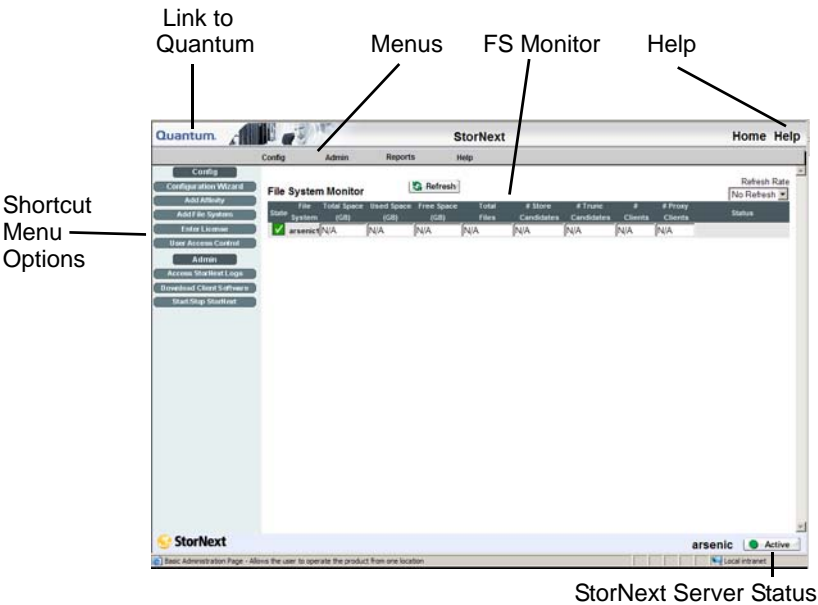 Link to
Quantum
Menus
FS Monitor
Help
Quantum.
StorNext
Home Help
Config Admin Reports Help
Config
Configuration Wizard
Add Affinity
Add File System
Enter License
User Access Control
Admin
Access StorNext Logs
Download Client Software
Start/Stop StorNext
Shortcut
Menu
Options
File System Monitor
Refresh
Refresh Rate
No Refresh
State File System Total Space (GB) Used Space (GB) Free Space (GB) Total Files # Store Candidates # Trunc Candidates # Clients # Proxy Clients Status
arsenict N/A N/A N/A N/A N/A N/A N/A N/A
StorNext
arsenic Active
Basic Administration Page - Allows the user to operate the product from one location
Local intranet
StorNext Server Status